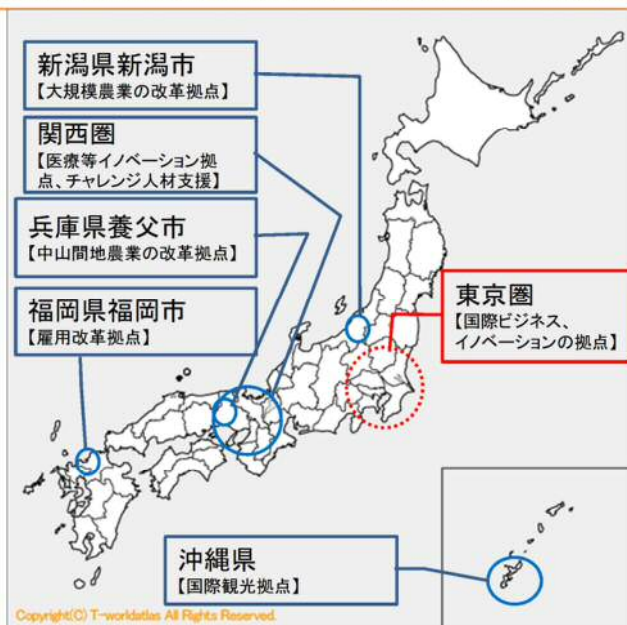 新潟県新潟市
【大規模農業の改革拠点】
関西圏
【医療等イノベーション拠
点、チャレンジ人材支援】
兵庫県養父市
【中山間地農業の改革拠点】
福岡県福岡市
【雇用改革拠点】
東京圏
【国際ビジネス、
イノベーションの拠点】
沖縄県
【国際観光拠点】
Copyright(C) T-worldatlas All Rights Reserved.